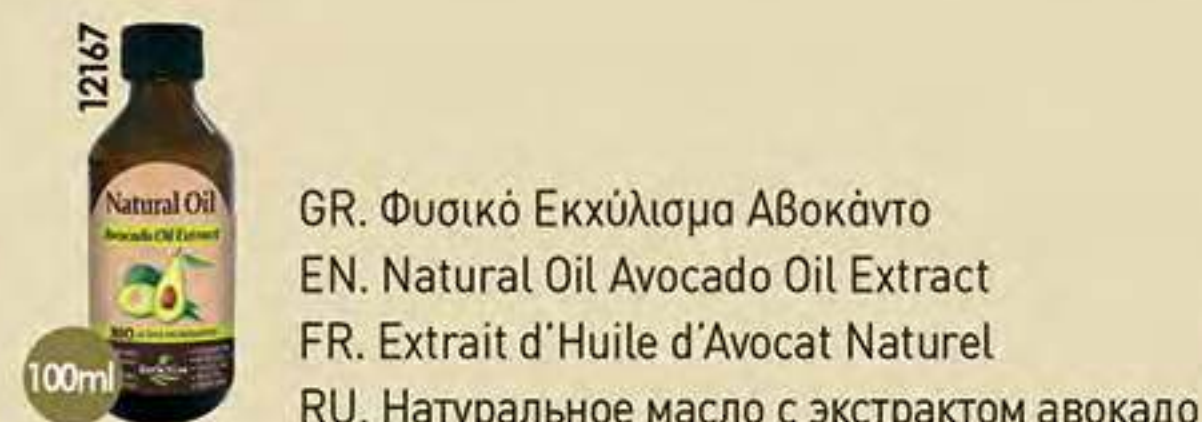 12167
Natural Oil
Avocado Oil Extract
BIO
100ml
GR. Φυσικό Εκχύλισμα Αβοκάντο
EN. Natural Oil Avocado Oil Extract
FR. Extrait d'Huile d'Avocat Naturel
RU. Натуральное масло с экстрактом авокадо